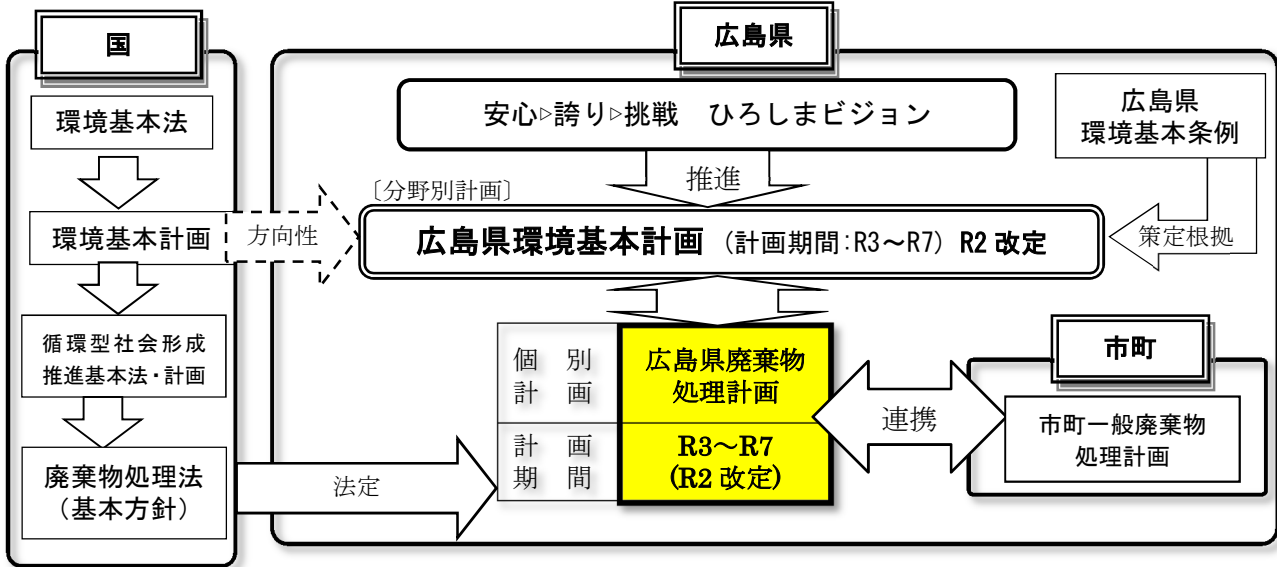 国
環境基本法
環境基本計画
循環型社会形成
推進基本法・計画
廃棄物処理法
（基本方針）
方向性
法定
広島県
安心▷誇り▷挑戦　ひろしまビジョン
推進
広島県
環境基本条例
策定根拠
〔分野別計画〕
広島県環境基本計画（計画期間：R3～R7）R2 改定
個　別
計　画
広島県廃棄物
処理計画
計　画
期　間
R3～R7
(R2 改定)
連携
市町
市町一般廃棄物
処理計画